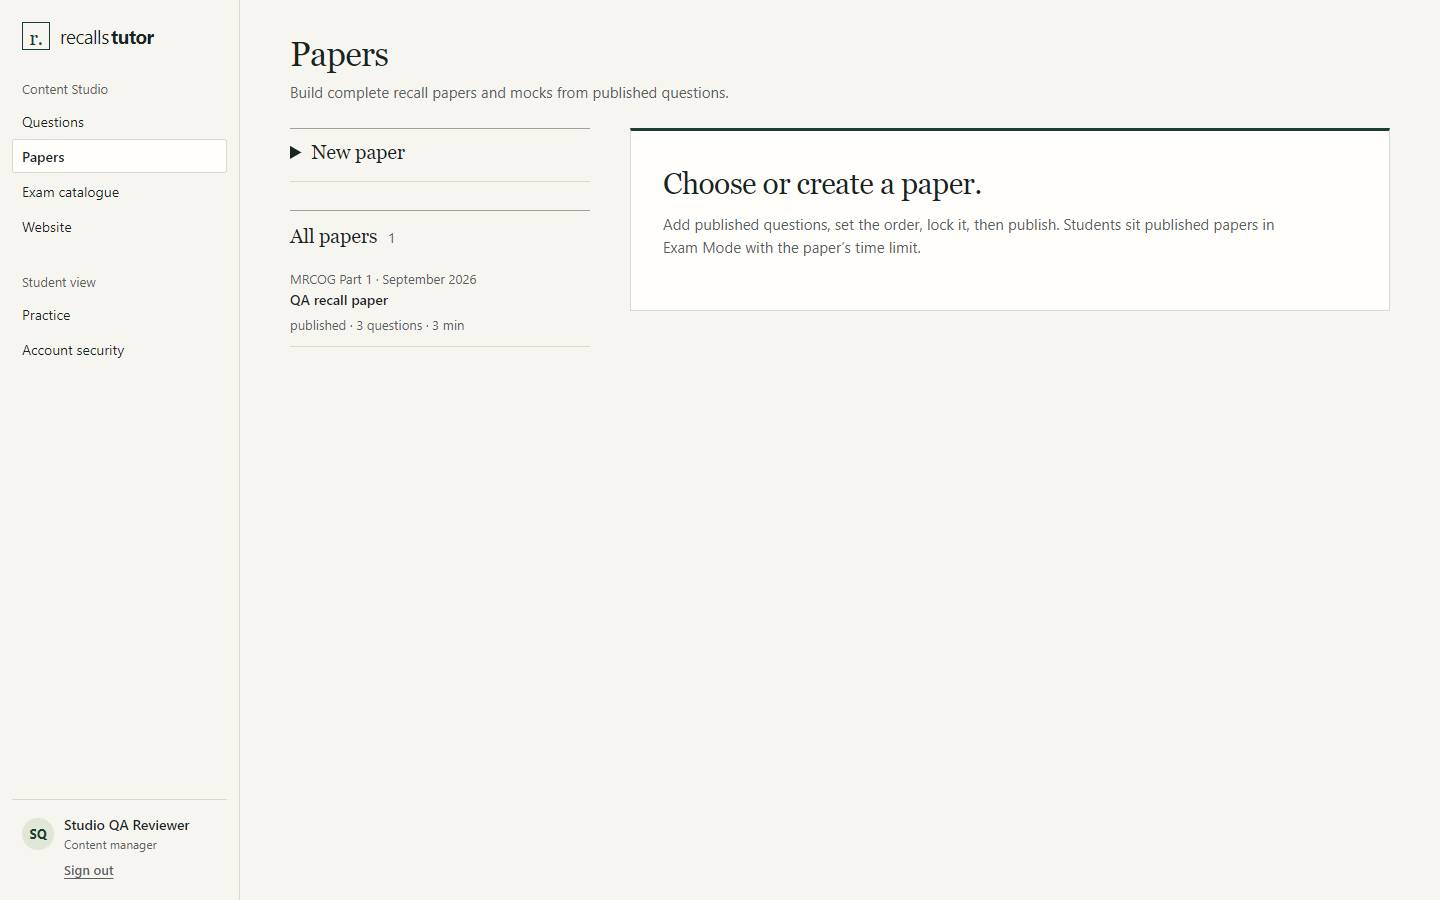 r. recallstutor
Content Studio
Questions
Papers
Exam catalogue
Website
Student view
Practice
Account security
SQ
Studio QA Reviewer
Content manager
Sign out
Papers
Build complete recall papers and mocks from published questions.
New paper
All papers 1
MRCOG Part 1 · September 2026
QA recall paper
published · 3 questions · 3 min
Choose or create a paper.
Add published questions, set the order, lock it, then publish. Students sit published papers in
Exam Mode with the paper’s time limit.